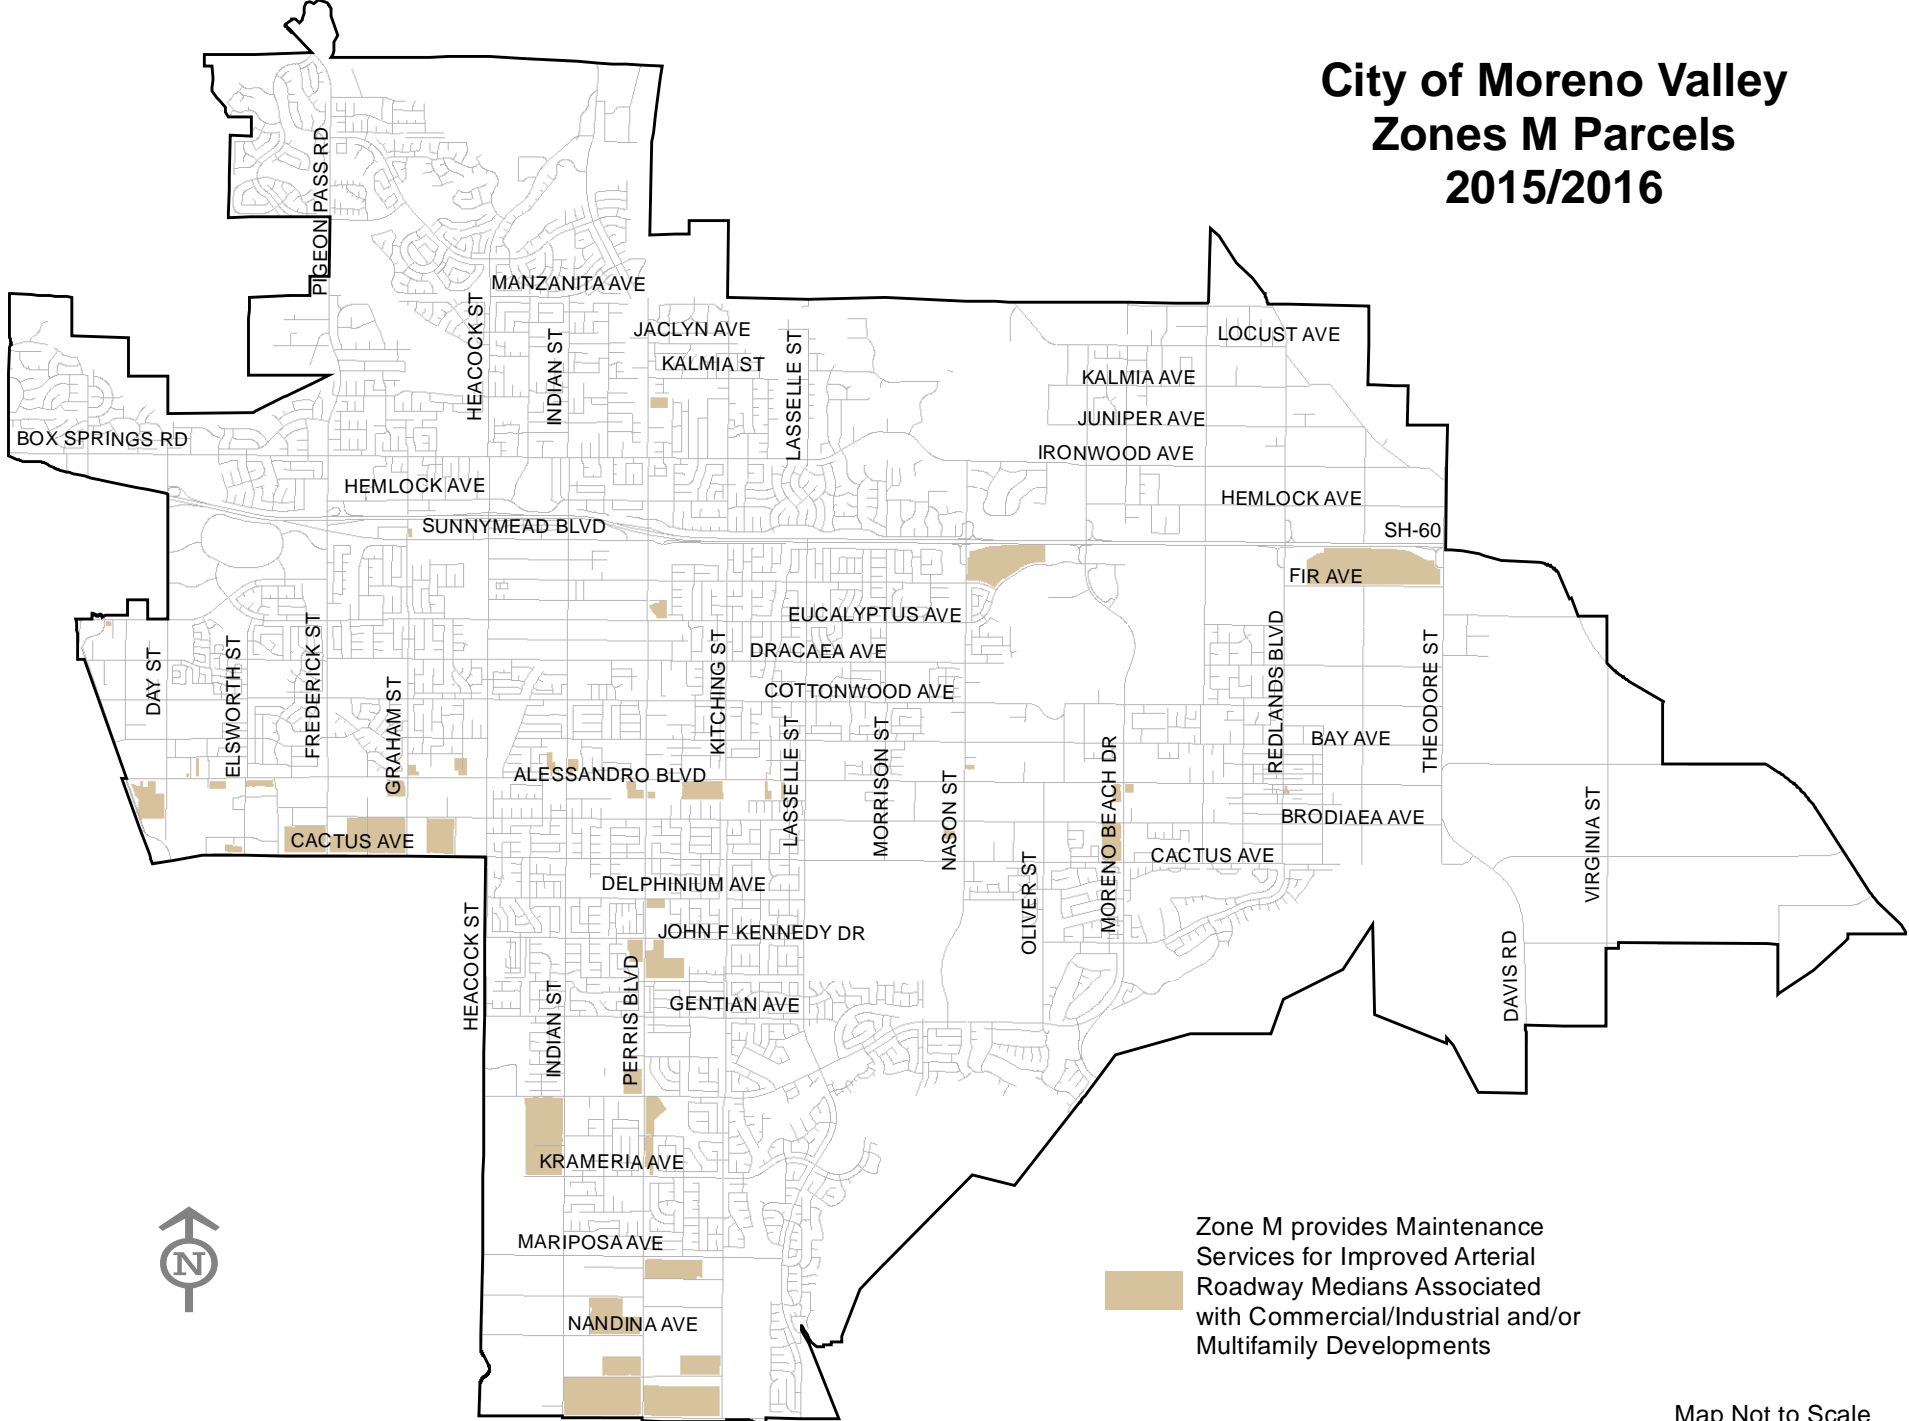 City of Moreno Valley
Zones M Parcels
2015/2016
PIGEON PASS RD
MANZANITA AVE
HEACOCK ST
INDIAN ST
JACLYN AVE
KALMIA ST
LASSELLE ST
LOCUST AVE
KALMIA AVE
JUNIPER AVE
IRONWOOD AVE
BOX SPRINGS RD
HEMLOCK AVE
HEMLOCK AVE
SUNNYMEAD BLVD
SH-60
FIR AVE
EUCALYPTUS AVE
DAY ST
ELSWORTH ST
FREDERICK ST
GRAHAM ST
KITCHING ST
DRACAEA AVE
COTTONWOOD AVE
REDLANDS BLVD
THEODORE ST
BAY AVE
ALESSANDRO BLVD
LASSELLE ST
MORRISON ST
NASON ST
MORENO BEACH DR
BRODIAEA AVE
VIRGINIA ST
CACTUS AVE
CACTUS AVE
DELPHINIUM AVE
HEACOCK ST
JOHN F KENNEDY DR
OLIVER ST
DAVIS RD
INDIAN ST
PERRIS BLVD
GENTIAN AVE
KRAMERIA AVE
MARIPOSA AVE
NANDINA AVE
N
Zone M provides Maintenance
Services for Improved Arterial
Roadway Medians Associated
with Commercial/Industrial and/or
Multifamily Developments
Map Not to Scale